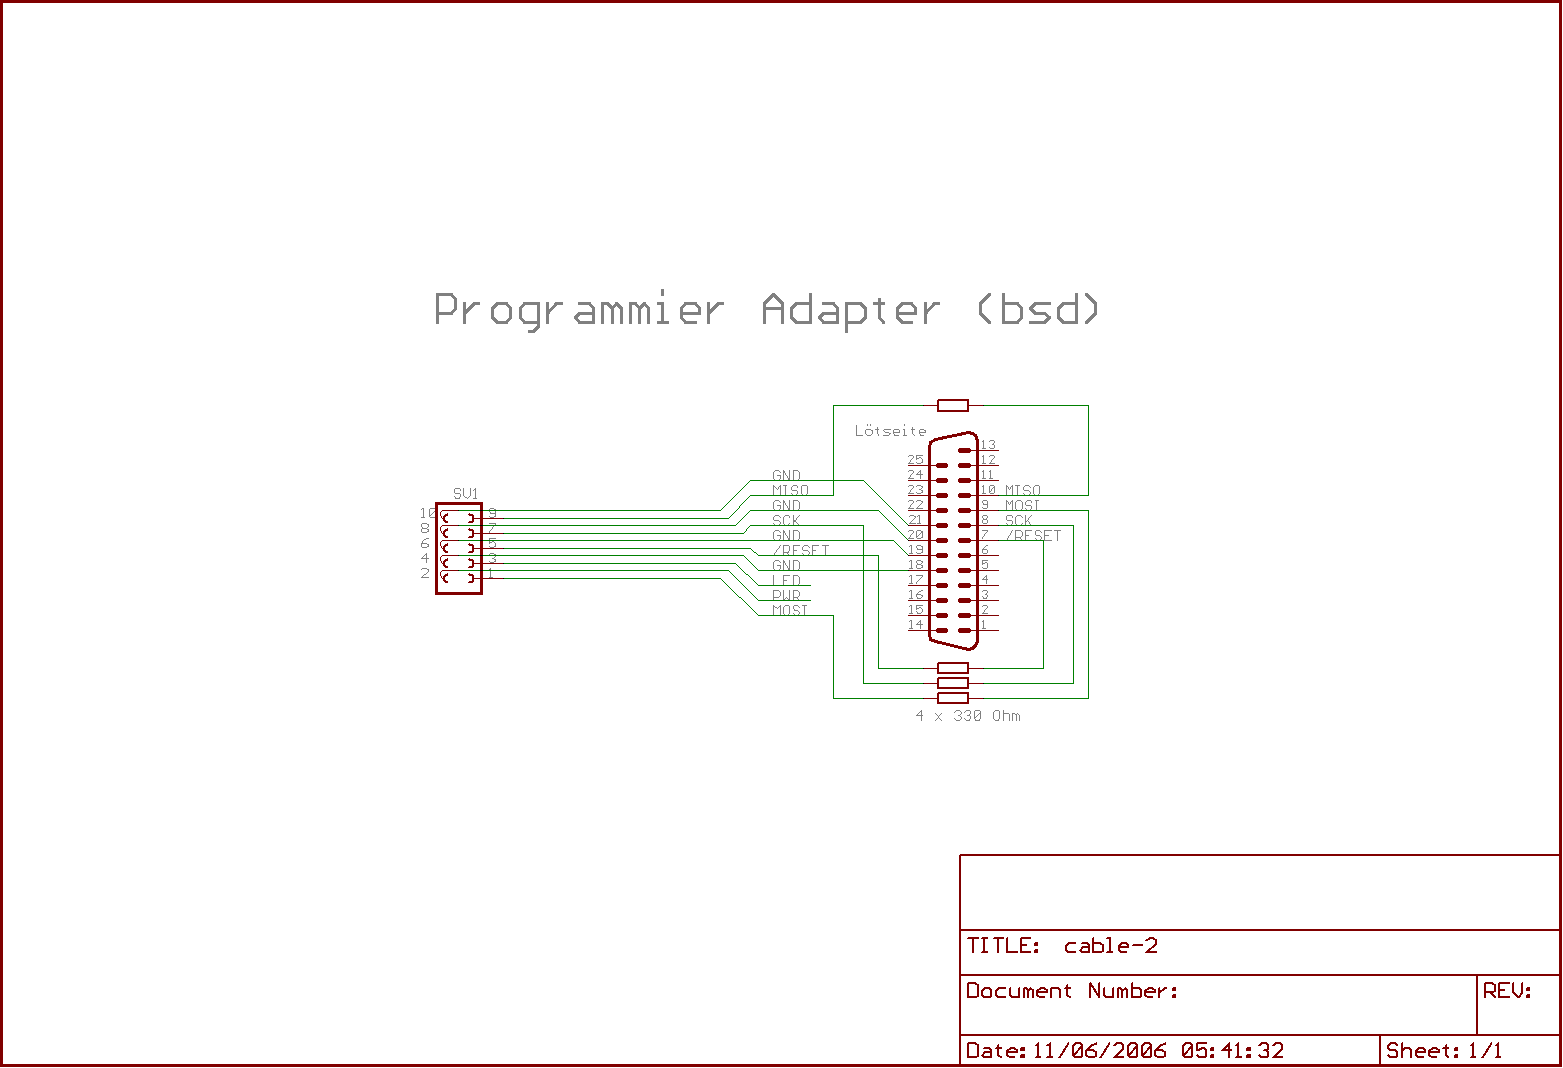 Programmier Adapter (bsd)
Lötseite
13
25
12
24
11
23
10 MISO
22
9 MOSI
21
8 SCK
20
7 /RESET
19
6
18
5
17
4
16
3
15
2
14
1
GND
MISO
GND
SCK
GND
/RESET
GND
LED
PWR
MOSI
SV1
10 9
8 7
6 5
4 3
2 1
4 x 330 Ohm
TITLE: cable-2
Document Number:
REV:
Date: 11/06/2006 05:41:32
Sheet: 1/1